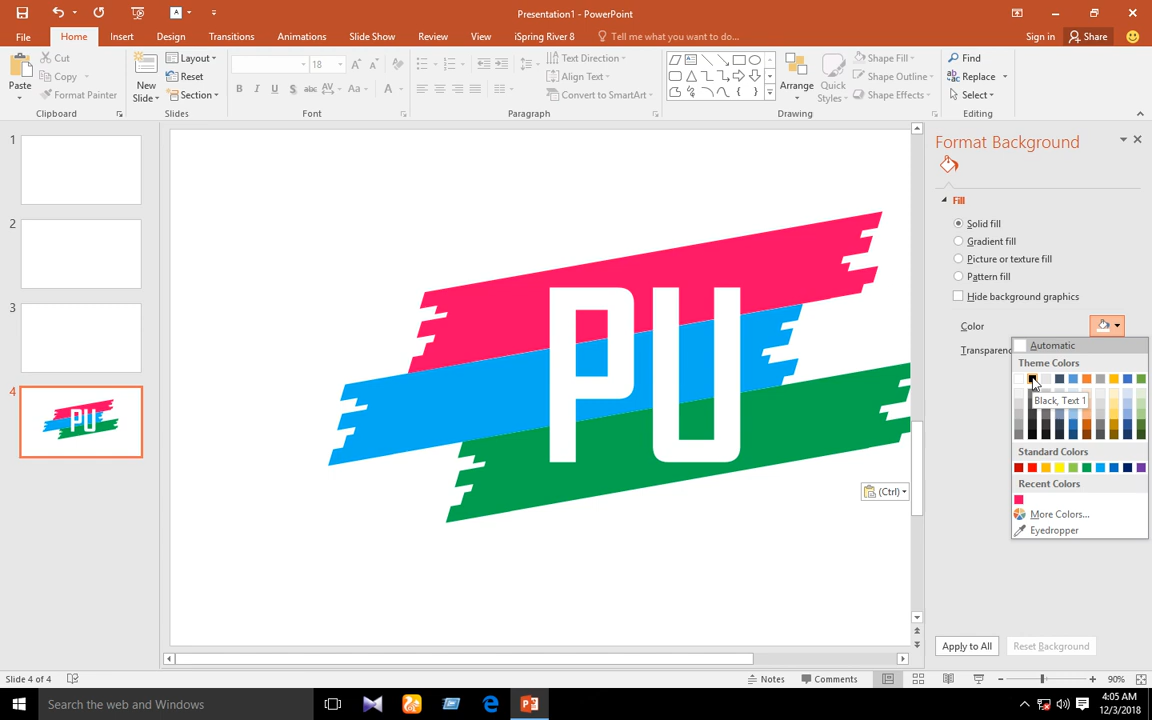 Presentation1 - PowerPoint
File Home Insert Design Transitions Animations Slide Show Review View iSpring River 8 Tell me what you want to do... Sign in Share
Paste
Cut
Copy
Format Painter
Clipboard
New
Slide
Layout
Reset
Section
Slides
18
B I U S abc AV Aa A
Font
Text Direction
Align Text
Convert to SmartArt
Paragraph
Arrange
Quick
Styles
Shape Fill
Shape Outline
Shape Effects
Drawing
Find
Replace
Select
Editing
1
2
3
4
PU
PU
(Ctrl)
Format Background
Fill
Solid fill
Gradient fill
Picture or texture fill
Pattern fill
Hide background graphics
Color
Transparenc
Automatic
Theme Colors
Black, Text 1
Standard Colors
Recent Colors
More Colors...
Eyedropper
Apply to All
Reset Background
Slide 4 of 4
Notes
Comments
90%
Search the web and Windows
4:05 AM
12/3/2018